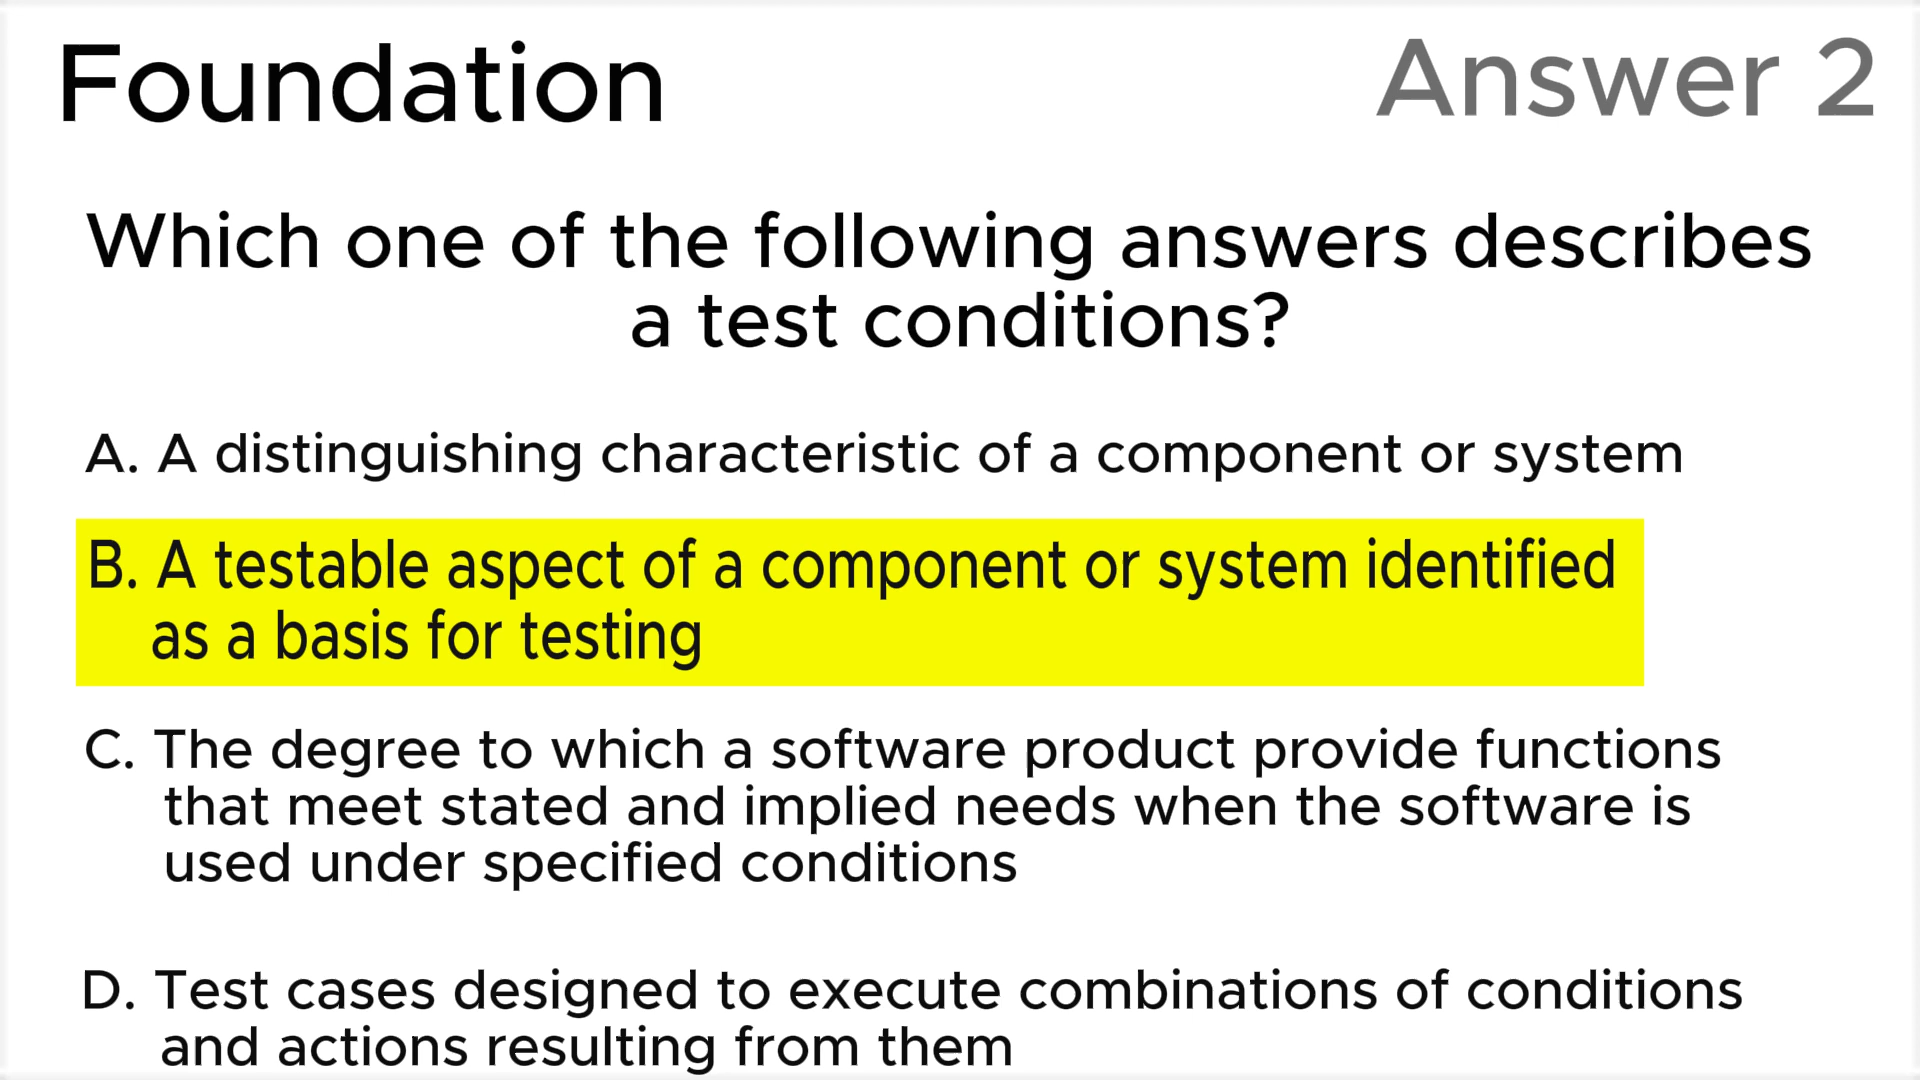 Foundation
Answer 2
Which one of the following answers describes
a test conditions?
A. A distinguishing characteristic of a component or system
B. A testable aspect of a component or system identified
as a basis for testing
C. The degree to which a software product provide functions
that meet stated and implied needs when the software is
used under specified conditions
D. Test cases designed to execute combinations of conditions
and actions resulting from them